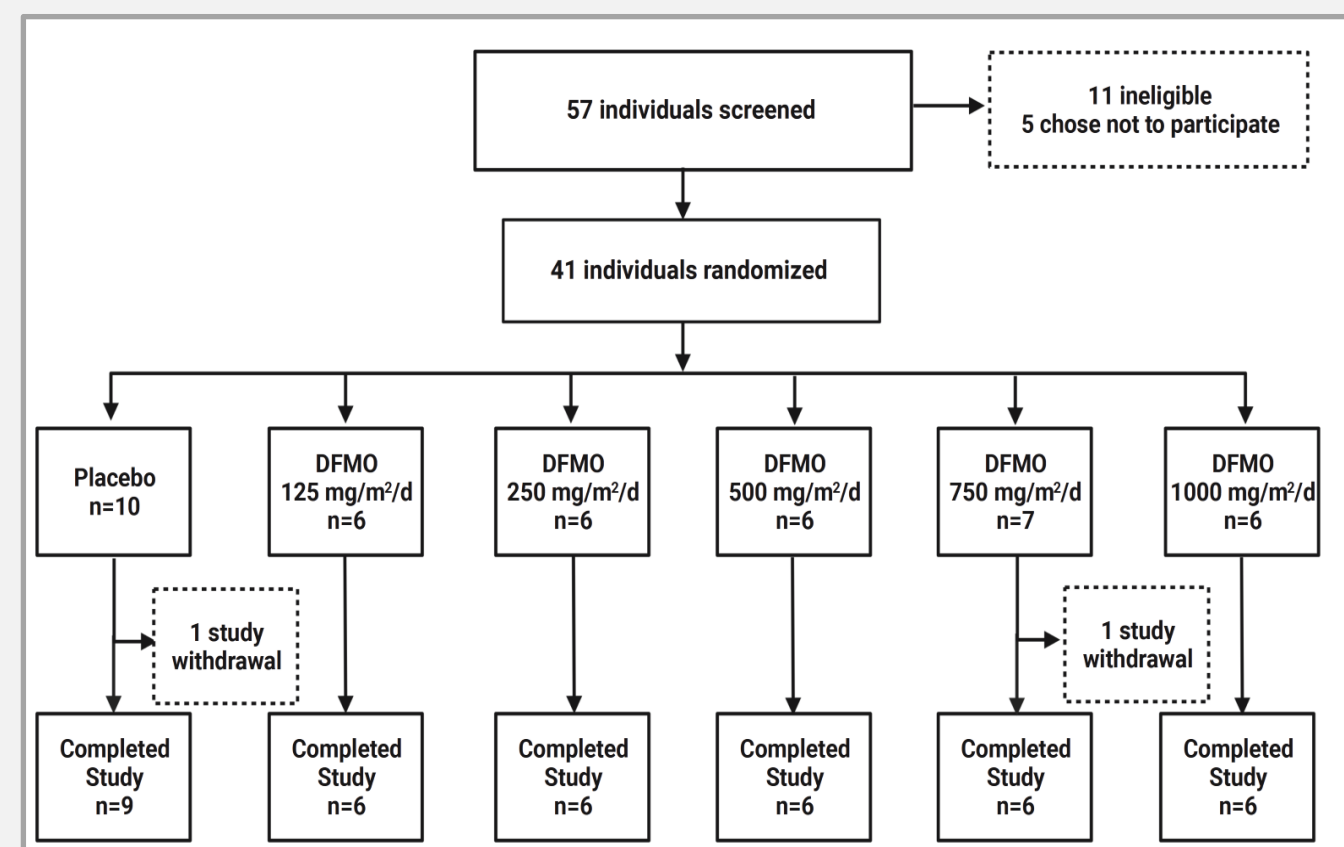 57 individuals screened
11 ineligible
5 chose not to participate
41 individuals randomized
Placebo
n=10
DFMO
125 mg/m²/d
n=6
DFMO
250 mg/m²/d
n=6
DFMO
500 mg/m²/d
n=6
DFMO
750 mg/m²/d
n=7
DFMO
1000 mg/m²/d
n=6
1 study
withdrawal
1 study
withdrawal
Completed
Study
n=9
Completed
Study
n=6
Completed
Study
n=6
Completed
Study
n=6
Completed
Study
n=6
Completed
Study
n=6